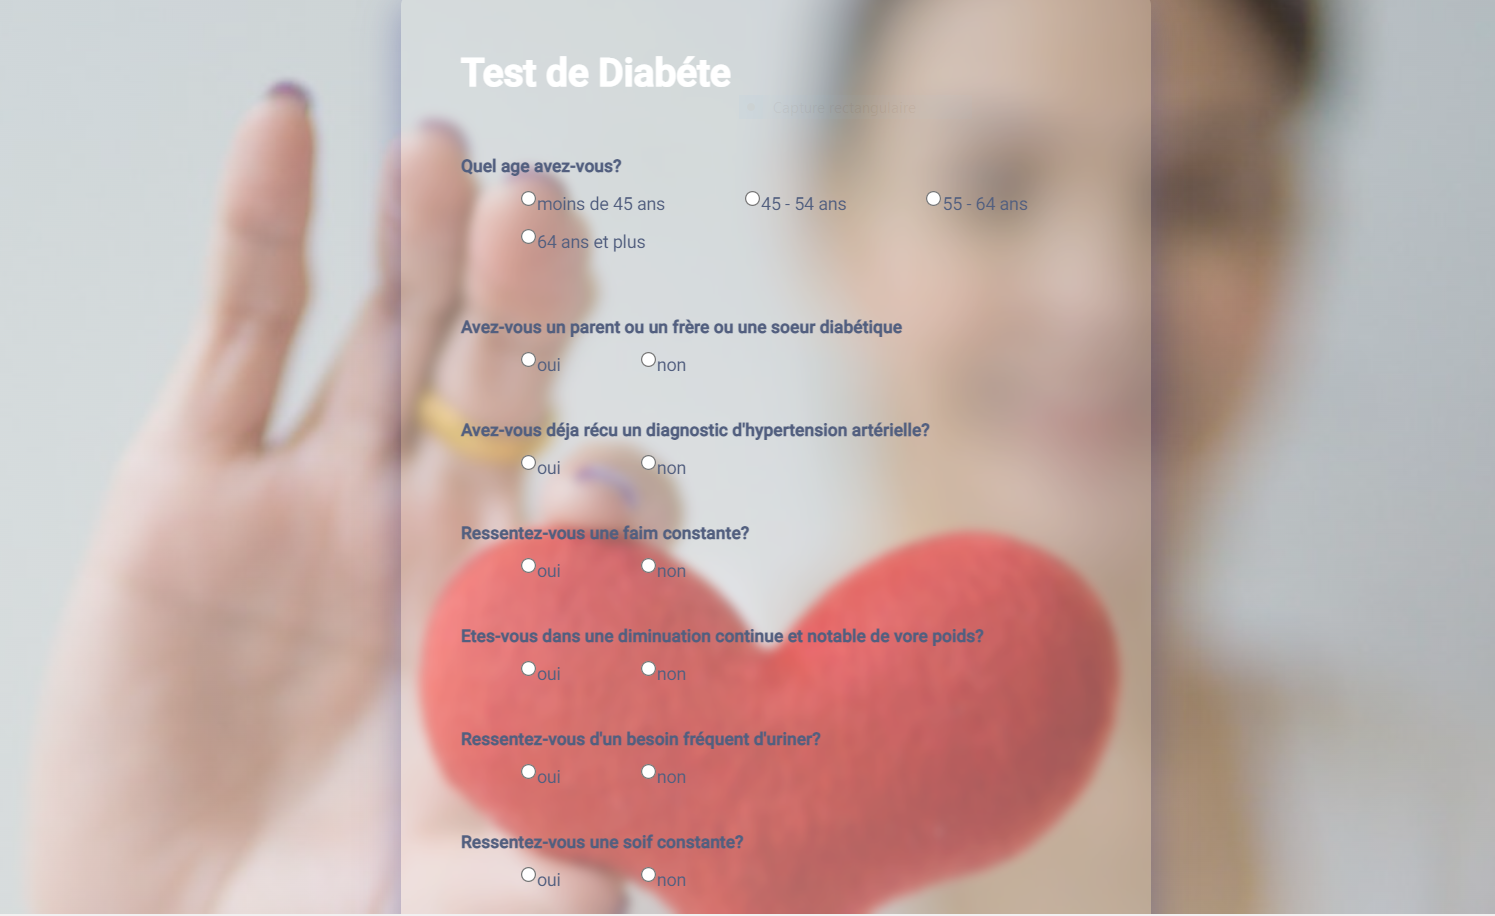 Test de Diabéte
Capture rectangulaire
Quel age avez-vous?
moins de 45 ans 45 - 54 ans 55 - 64 ans
64 ans et plus
Avez-vous un parent ou un frère ou une soeur diabétique
oui non
Avez-vous déja récu un diagnostic d'hypertension artérielle?
oui non
Ressentez-vous une faim constante?
oui non
Etes-vous dans une diminuation continue et notable de vore poids?
oui non
Ressentez-vous d'un besoin fréquent d'uriner?
oui non
Ressentez-vous une soif constante?
oui non